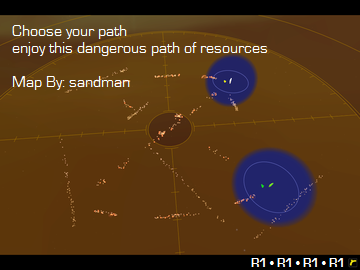 Choose your path
enjoy this dangerous path of resources
Map By: sandman
R1 • R1 • R1 • R1 r